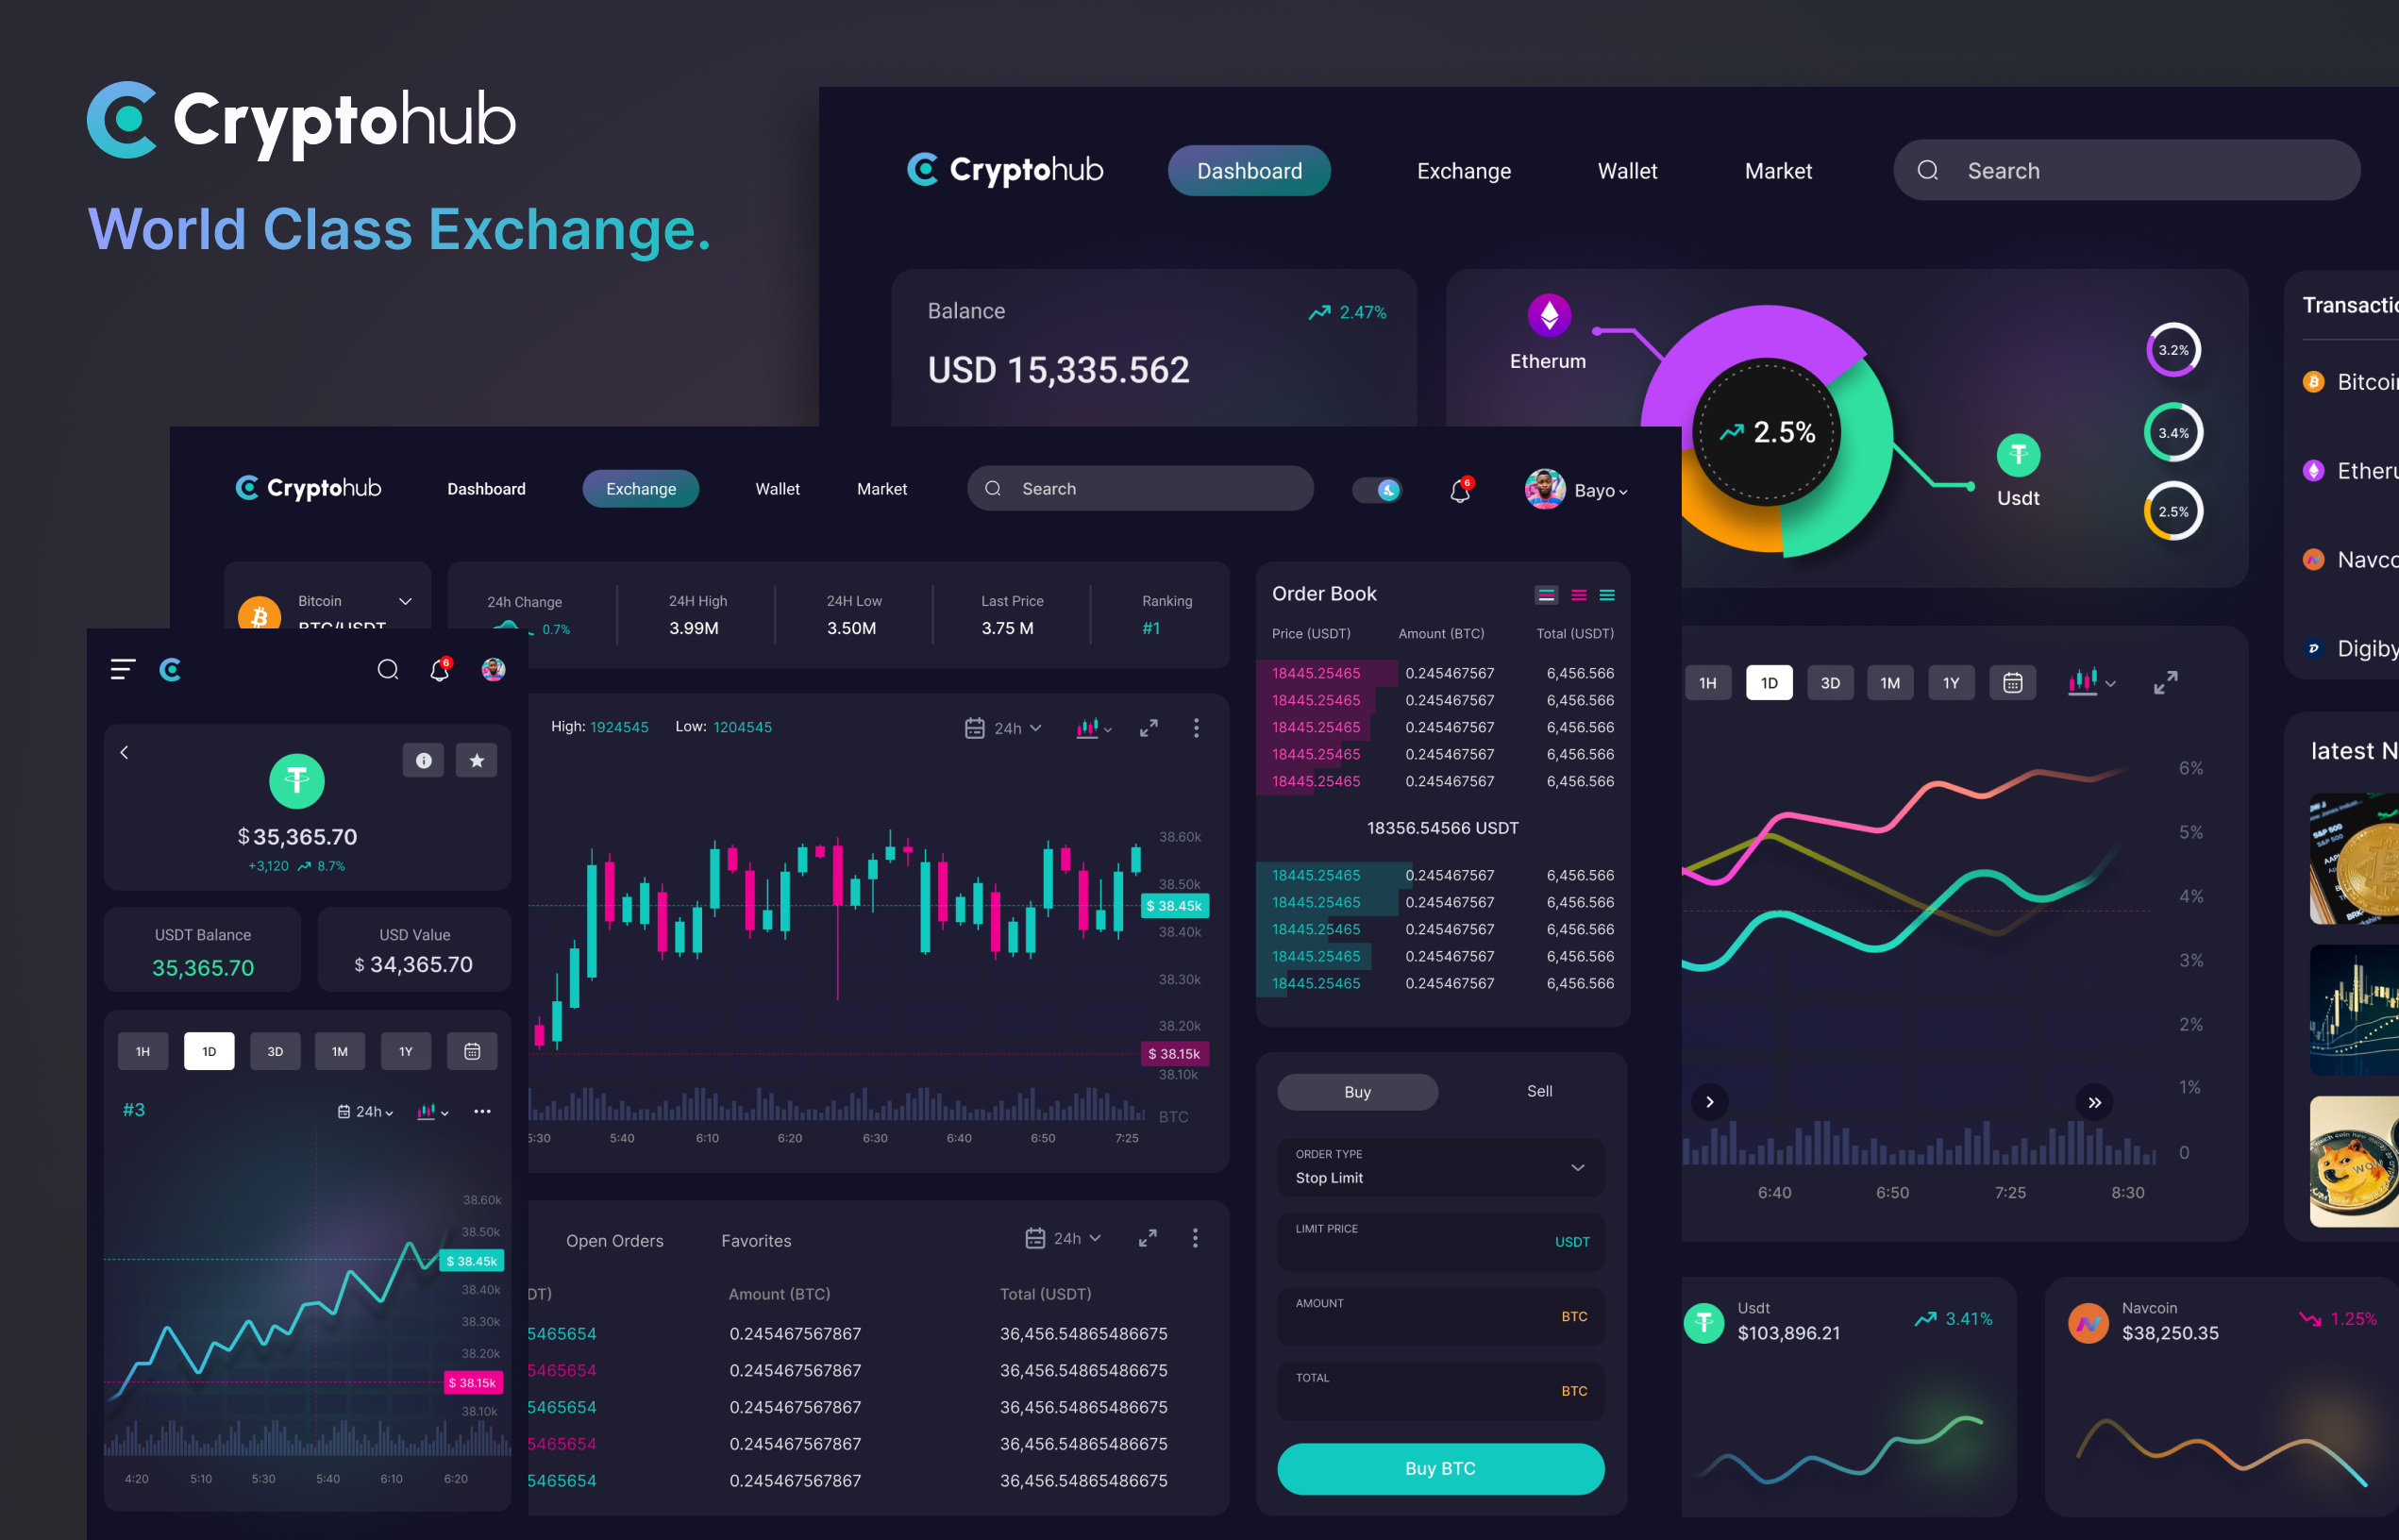 Cryptohub
World Class Exchange.
Cryptohub
Dashboard
Exchange
Wallet
Market
Search
Balance
2.47%
USD 15,335.562
Etherum
2.5%
Usdt
3.2%
3.4%
2.5%
Transactio
Bitcoin
Etheru
Navco
Digiby
1H
1D
3D
1M
1Y
6%
5%
4%
3%
2%
1%
0
6:40
6:50
7:25
8:30
latest N
S&P 500
WOW
Usdt
$103,896.21
3.41%
Navcoin
$38,250.35
1.25%
Cryptohub
Dashboard
Exchange
Wallet
Market
Search
6
Bayo
Bitcoin
BTC/USDT
24h Change
0.7%
24H High
3.99M
24H Low
3.50M
Last Price
3.75 M
Ranking
#1
High: 1924545
Low: 1204545
24h
38.60k
38.50k
$ 38.45k
38.40k
38.30k
38.20k
$ 38.15k
38.10k
BTC
5:30
5:40
6:10
6:20
6:30
6:40
6:50
7:25
Open Orders
Favorites
24h
DT)
Amount (BTC)
Total (USDT)
5465654 0.245467567867 36,456.54865486675
5465654 0.245467567867 36,456.54865486675
5465654 0.245467567867 36,456.54865486675
5465654 0.245467567867 36,456.54865486675
5465654 0.245467567867 36,456.54865486675
Order Book
Price (USDT) Amount (BTC) Total (USDT)
18445.25465 0.245467567 6,456.566
18445.25465 0.245467567 6,456.566
18445.25465 0.245467567 6,456.566
18445.25465 0.245467567 6,456.566
18445.25465 0.245467567 6,456.566
18356.54566 USDT
18445.25465 0.245467567 6,456.566
18445.25465 0.245467567 6,456.566
18445.25465 0.245467567 6,456.566
18445.25465 0.245467567 6,456.566
18445.25465 0.245467567 6,456.566
Buy
Sell
ORDER TYPE
Stop Limit
LIMIT PRICE
USDT
AMOUNT
BTC
TOTAL
BTC
Buy BTC
6
$ 35,365.70
+3,120
8.7%
USDT Balance
35,365.70
USD Value
$ 34,365.70
1H
1D
3D
1M
1Y
#3
24h
38.60k
38.50k
$ 38.45k
38.40k
38.30k
38.20k
$ 38.15k
38.10k
4:20
5:10
5:30
5:40
6:10
6:20